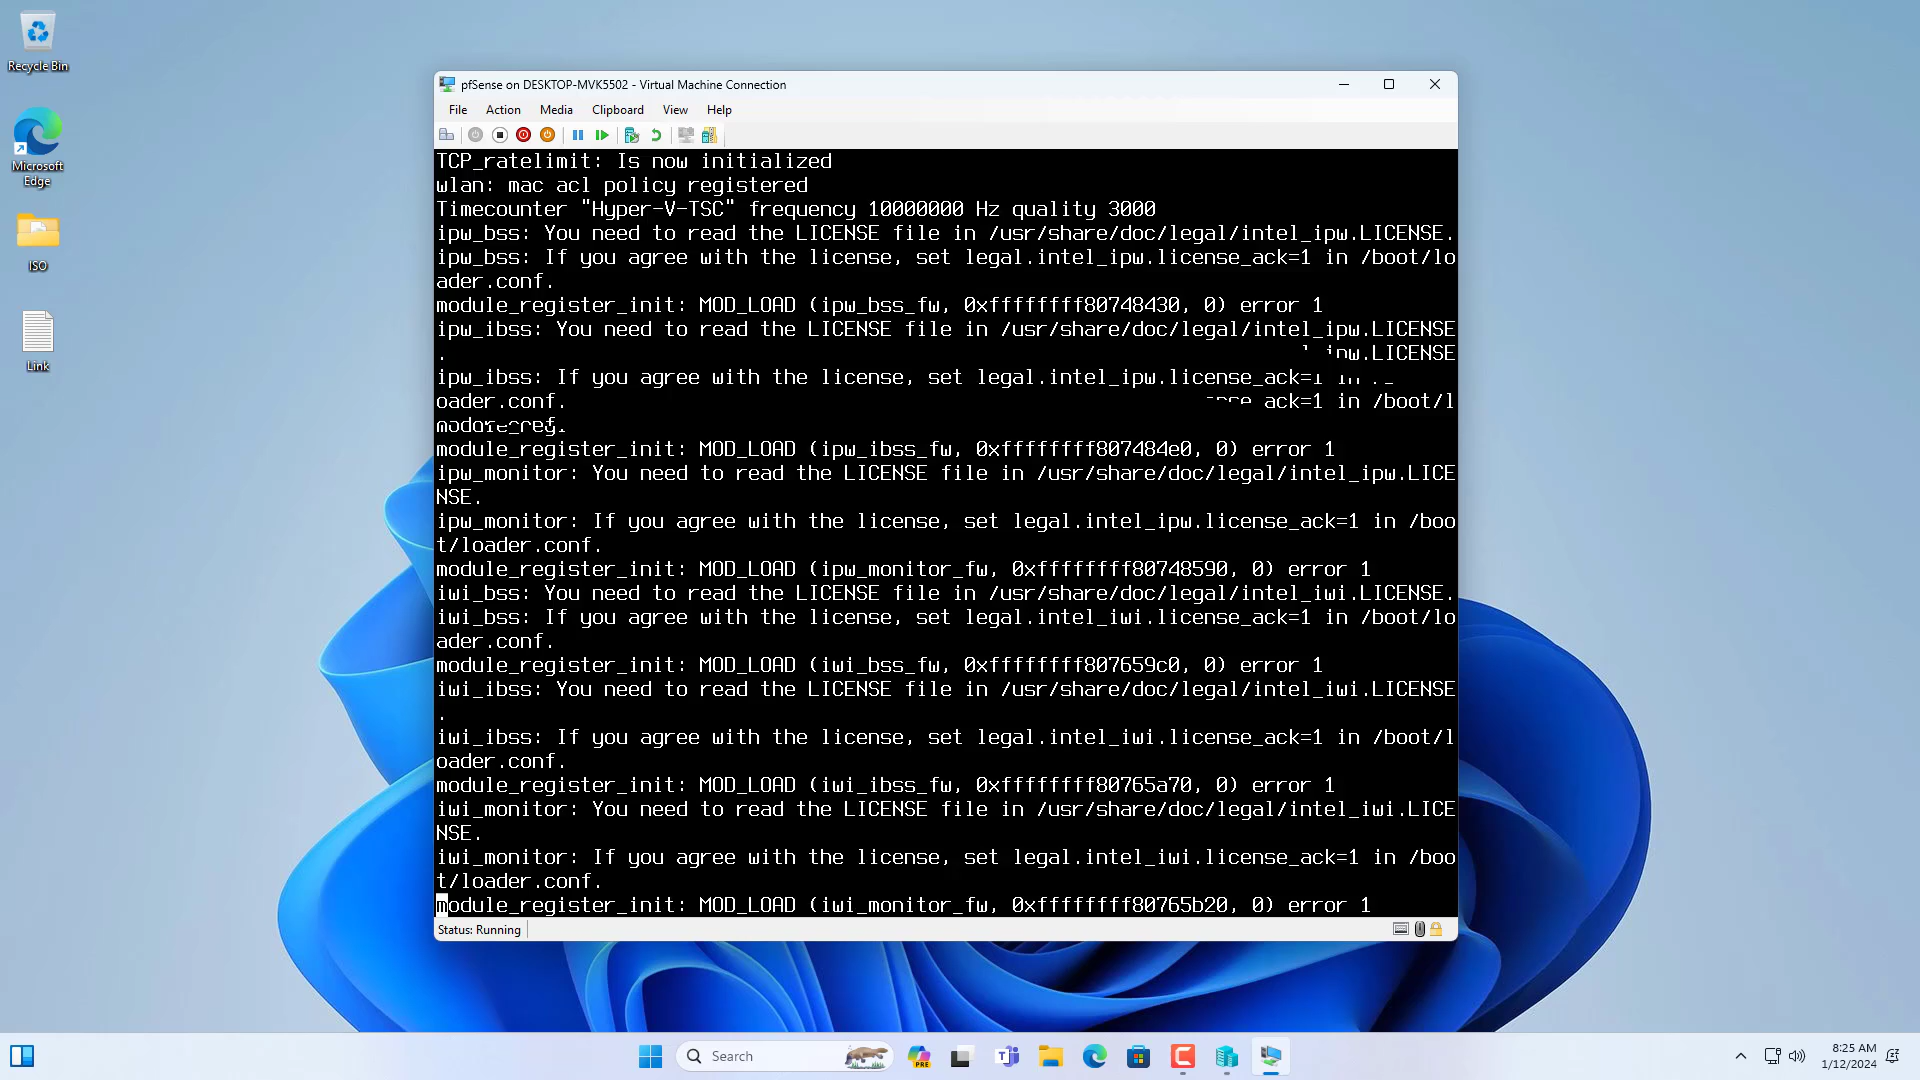 Recycle Bin
Microsoft
Edge
ISO
Link
pfSense on DESKTOP-MVK5502 - Virtual Machine Connection
File Action Media Clipboard View Help
TCP_ratelimit: Is now initialized
wlan: mac acl policy registered
Timecounter "Hyper-V-TSC" frequency 10000000 Hz quality 3000
ipw_bss: You need to read the LICENSE file in /usr/share/doc/legal/intel_ipw.LICENSE.
ipw_bss: If you agree with the license, set legal.intel_ipw.license_ack=1 in /boot/lo
ader.conf.
module_register_init: MOD_LOAD (ipw_bss_fw, 0xffffffff80748430, 0) error 1
ipw_ibss: You need to read the LICENSE file in /usr/share/doc/legal/intel_ipw.LICENSE
. ipw.LICENSE
ipw_ibss: If you agree with the license, set legal.intel_ipw.license_ack=1 in
oader.conf. ack=1 in /boot/l
module_register_init: MOD_LOAD (ipw_ibss_fw, 0xffffffff807484e0, 0) error 1
ipw_monitor: You need to read the LICENSE file in /usr/share/doc/legal/intel_ipw.LICE
NSE.
ipw_monitor: If you agree with the license, set legal.intel_ipw.license_ack=1 in /boo
t/loader.conf.
module_register_init: MOD_LOAD (ipw_monitor_fw, 0xffffffff80748590, 0) error 1
iwi_bss: You need to read the LICENSE file in /usr/share/doc/legal/intel_iwi.LICENSE.
iwi_bss: If you agree with the license, set legal.intel_iwi.license_ack=1 in /boot/lo
ader.conf.
module_register_init: MOD_LOAD (iwi_bss_fw, 0xffffffff807659c0, 0) error 1
iwi_ibss: You need to read the LICENSE file in /usr/share/doc/legal/intel_iwi.LICENSE
.
iwi_ibss: If you agree with the license, set legal.intel_iwi.license_ack=1 in /boot/l
oader.conf.
module_register_init: MOD_LOAD (iwi_ibss_fw, 0xffffffff80765a70, 0) error 1
iwi_monitor: You need to read the LICENSE file in /usr/share/doc/legal/intel_iwi.LICE
NSE.
iwi_monitor: If you agree with the license, set legal.intel_iwi.license_ack=1 in /boo
t/loader.conf.
module_register_init: MOD_LOAD (iwi_monitor_fw, 0xffffffff80765b20, 0) error 1
Status: Running
Search
PRE
8:25 AM
1/12/2024